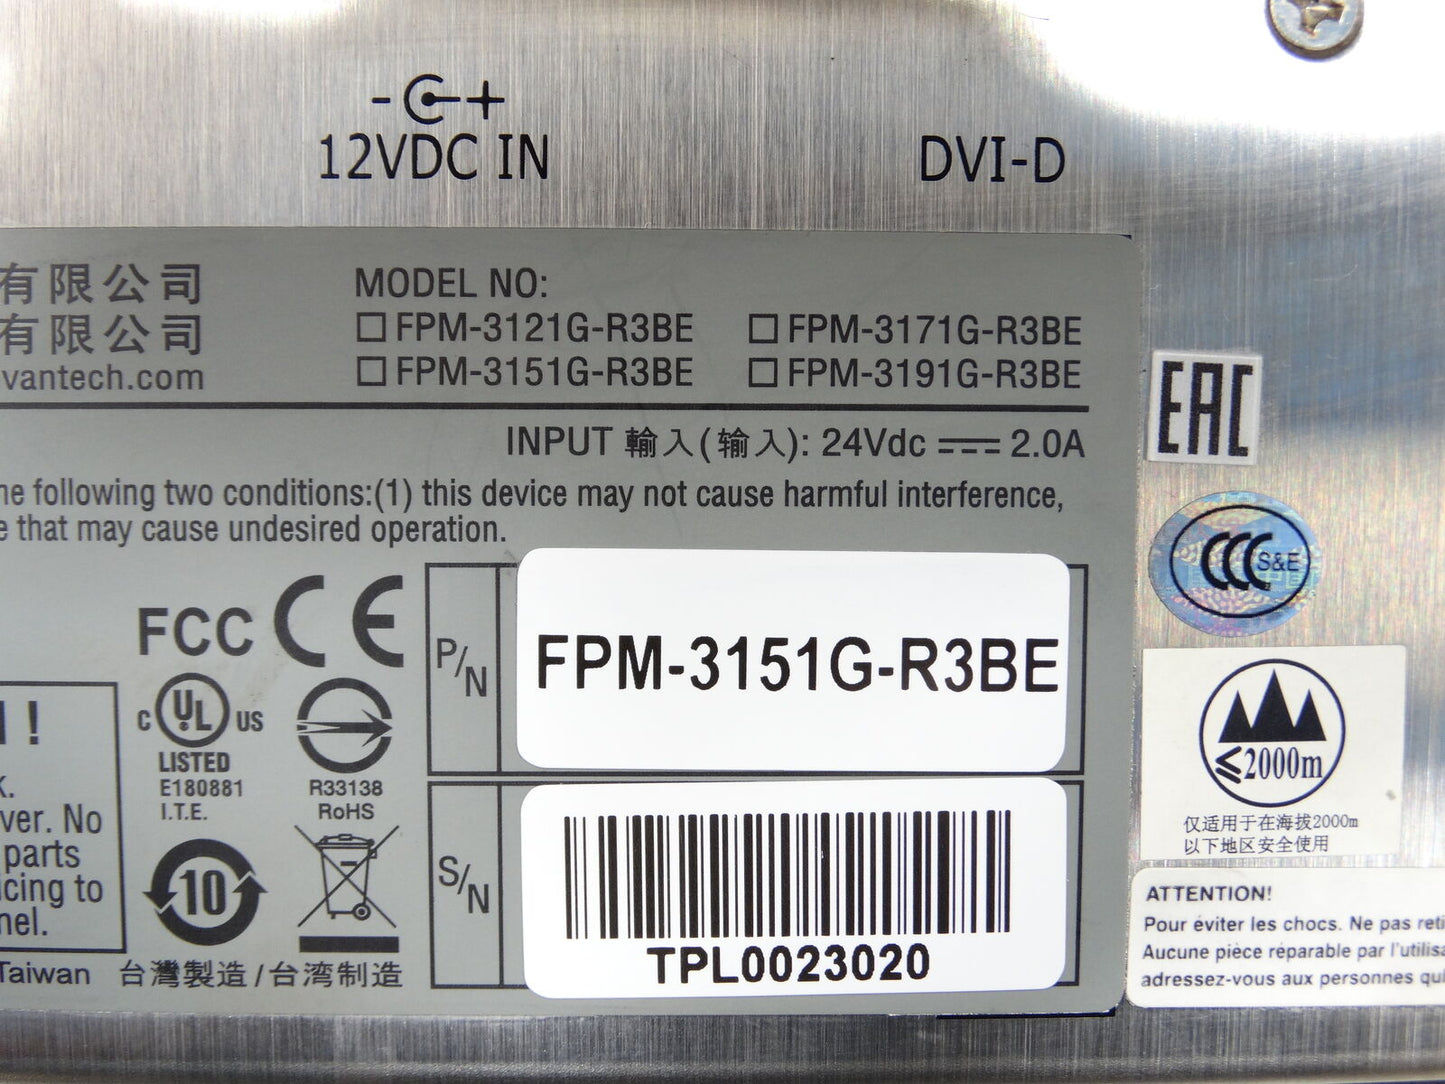 - +
12VDC IN
DVI-D
有限公司
有限公司
vantech.com
MODEL NO:
□FPM-3121G-R3BE □FPM-3171G-R3BE
□FPM-3151G-R3BE □FPM-3191G-R3BE
INPUT 輸入(输入): 24Vdc 2.0A
he following two conditions:(1) this device may not cause harmful interference,
e that may cause undesired operation.
FCC CE
C UL US
LISTED
E180881
I.T.E.
R33138
RoHS
10
!
k.
ver. No
parts
icing to
nel.
Taiwan 台灣製造/台湾制造
P/N
FPM-3151G-R3BE
S/N
TPL0023020
EAC
CCC S&E
≤2000m
仅适用于在海拔2000m
以下地区安全使用
ATTENTION!
Pour éviter les chocs. Ne pas reti
Aucune pièce réparable par l'utilisa
adressez-vous aux personnes qu